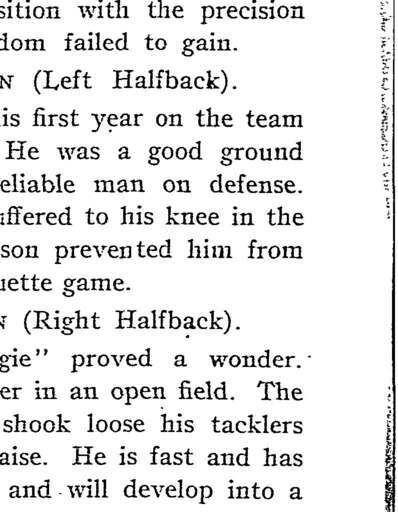 sition with the precision
dom failed to gain.
N (Left Halfback).
is first year on the team
He was a good ground
eliable man on defense.
uffered to his knee in the
son prevented him from
uette game.
N (Right Halfback).
gie" proved a wonder.
er in an open field. The
shook loose his tacklers
aise. He is fast and has
and will develop into a